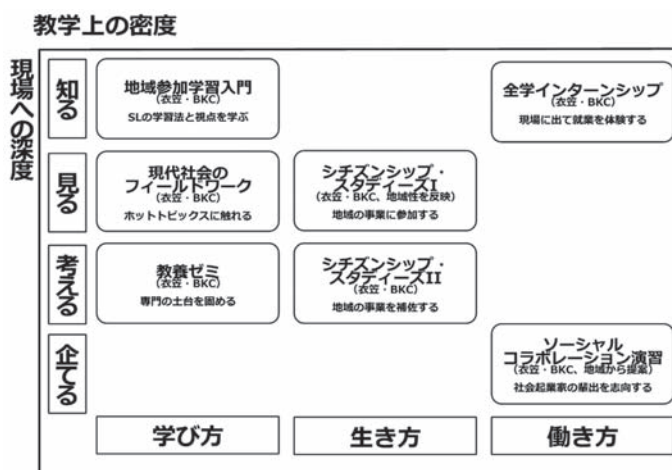 教学上の密度
現場への深度
知る
地域参加学習入門
(衣笠・BKC)
SLの学習法と視点を学ぶ
全学インターンシップ
(衣笠・BKC)
現場に出て就業を体験する
見る
現代社会の
フィールドワーク
(衣笠・BKC)
ホットトピックスに触れる
シチズンシップ・
スタディーズI
(衣笠・BKC、地域性を反映)
地域の事業に参加する
考える
教養ゼミ
(衣笠・BKC)
専門の土台を固める
シチズンシップ・
スタディーズII
(衣笠・BKC)
地域の事業を補佐する
企てる
ソーシャル
コラボレーション演習
(衣笠・BKC、地域から提案)
社会起業家の輩出を志向する
学び方
生き方
働き方